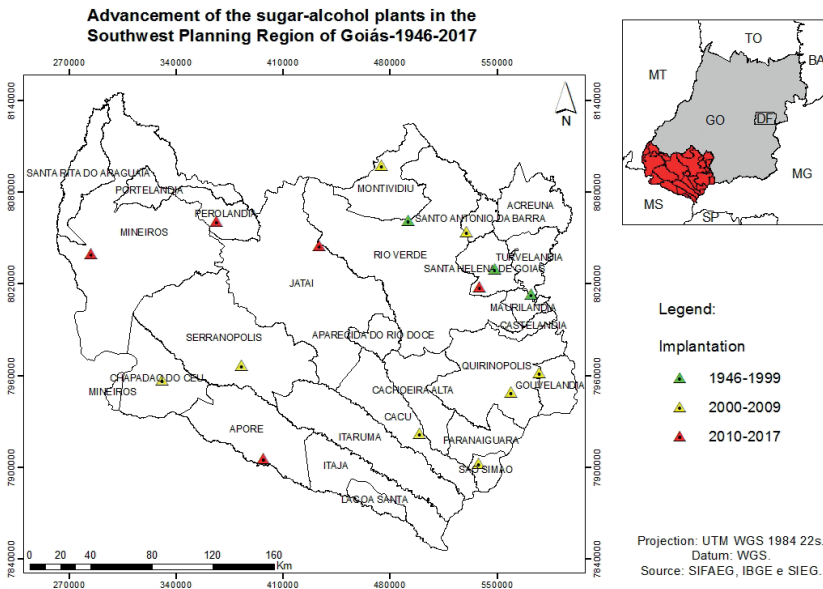 Advancement of the sugar-alcohol plants in the
Southwest Planning Region of Goiás-1946-2017
270000 340000 410000 480000 550000
8140000 8140000
8080000 8080000
8020000 8020000
7960000 7960000
7900000 7900000
7840000 7840000
N
SANTA RITA DO ARAGUAIA
PORTELANDIA
PEROLANDIA
MINEIROS
MONTIVIDIU
ACREUNA
SANTO ANTONIO DA BARRA
RIO VERDE
TURVELANDIA
SANTA HELENA DE GOIAS
JATAI
MAURILANDIA
CASTELANDIA
APARECIDA DO RIO DOCE
SERRANOPOLIS
QUIRINOPOLIS
CHAPADAO DO CEU
GOUVELANDIA
MINEIROS
CACHOEIRA ALTA
CACU
APORE
ITARUMA
PARANAIGUARA
ITAJA
SAO SIMAO
LAGOA SANTA
0 20 40 80 120 160
Km
270000 340000 410000 480000 550000
TO
BA
MT
GO
DF
MG
MS
SP
Legend:
Implantation
1946-1999
2000-2009
2010-2017
Projection: UTM WGS 1984 22s.
Datum: WGS.
Source: SIFAEG, IBGE e SIEG.